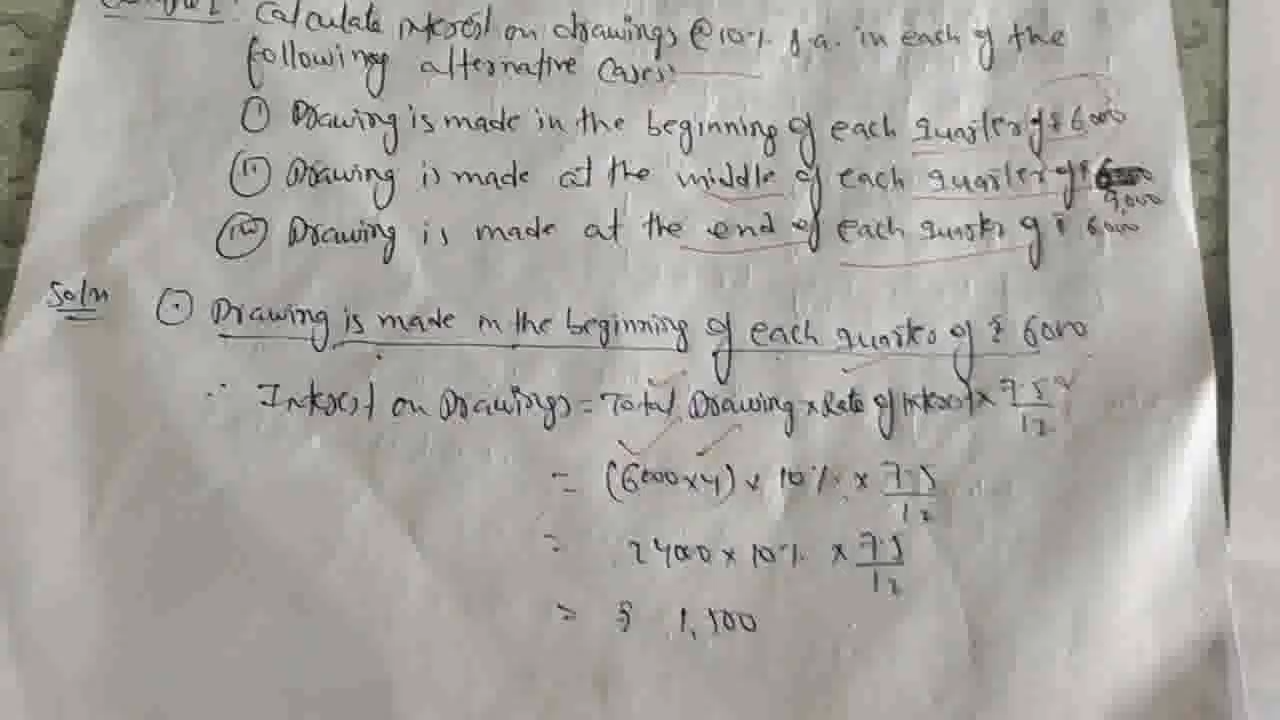 Calculate interest on drawings @ 10% p.a. in each of the
following alternative cases:
(i) Drawing is made in the beginning of each quarter of ₹ 6000
(ii) Drawing is made at the middle of each quarter of ₹
9,000
(iii) Drawing is made at the end of each quarter of ₹ 6000
Soln
(i) Drawing is made in the beginning of each quarter of ₹ 6000
∴ Interest on Drawings = Total Drawing × Rate of interest × 7.5/12
= (6000×4) × 10% × 7.5/12
= 24000 × 10% × 7.5/12
= ₹ 1,500